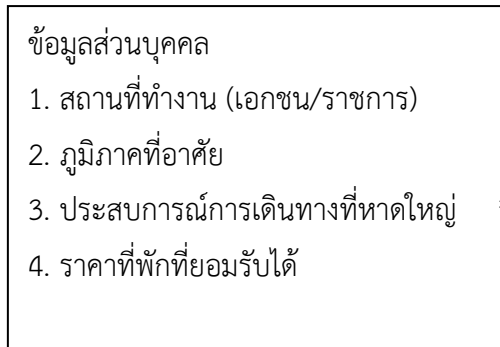 ข้อมูลส่วนบุคคล
1. สถานที่ทำงาน (เอกชน/ราชการ)
2. ภูมิภาคที่อาศัย
3. ประสบการณ์การเดินทางที่หาดใหญ่
4. ราคาที่พักที่ยอมรับได้